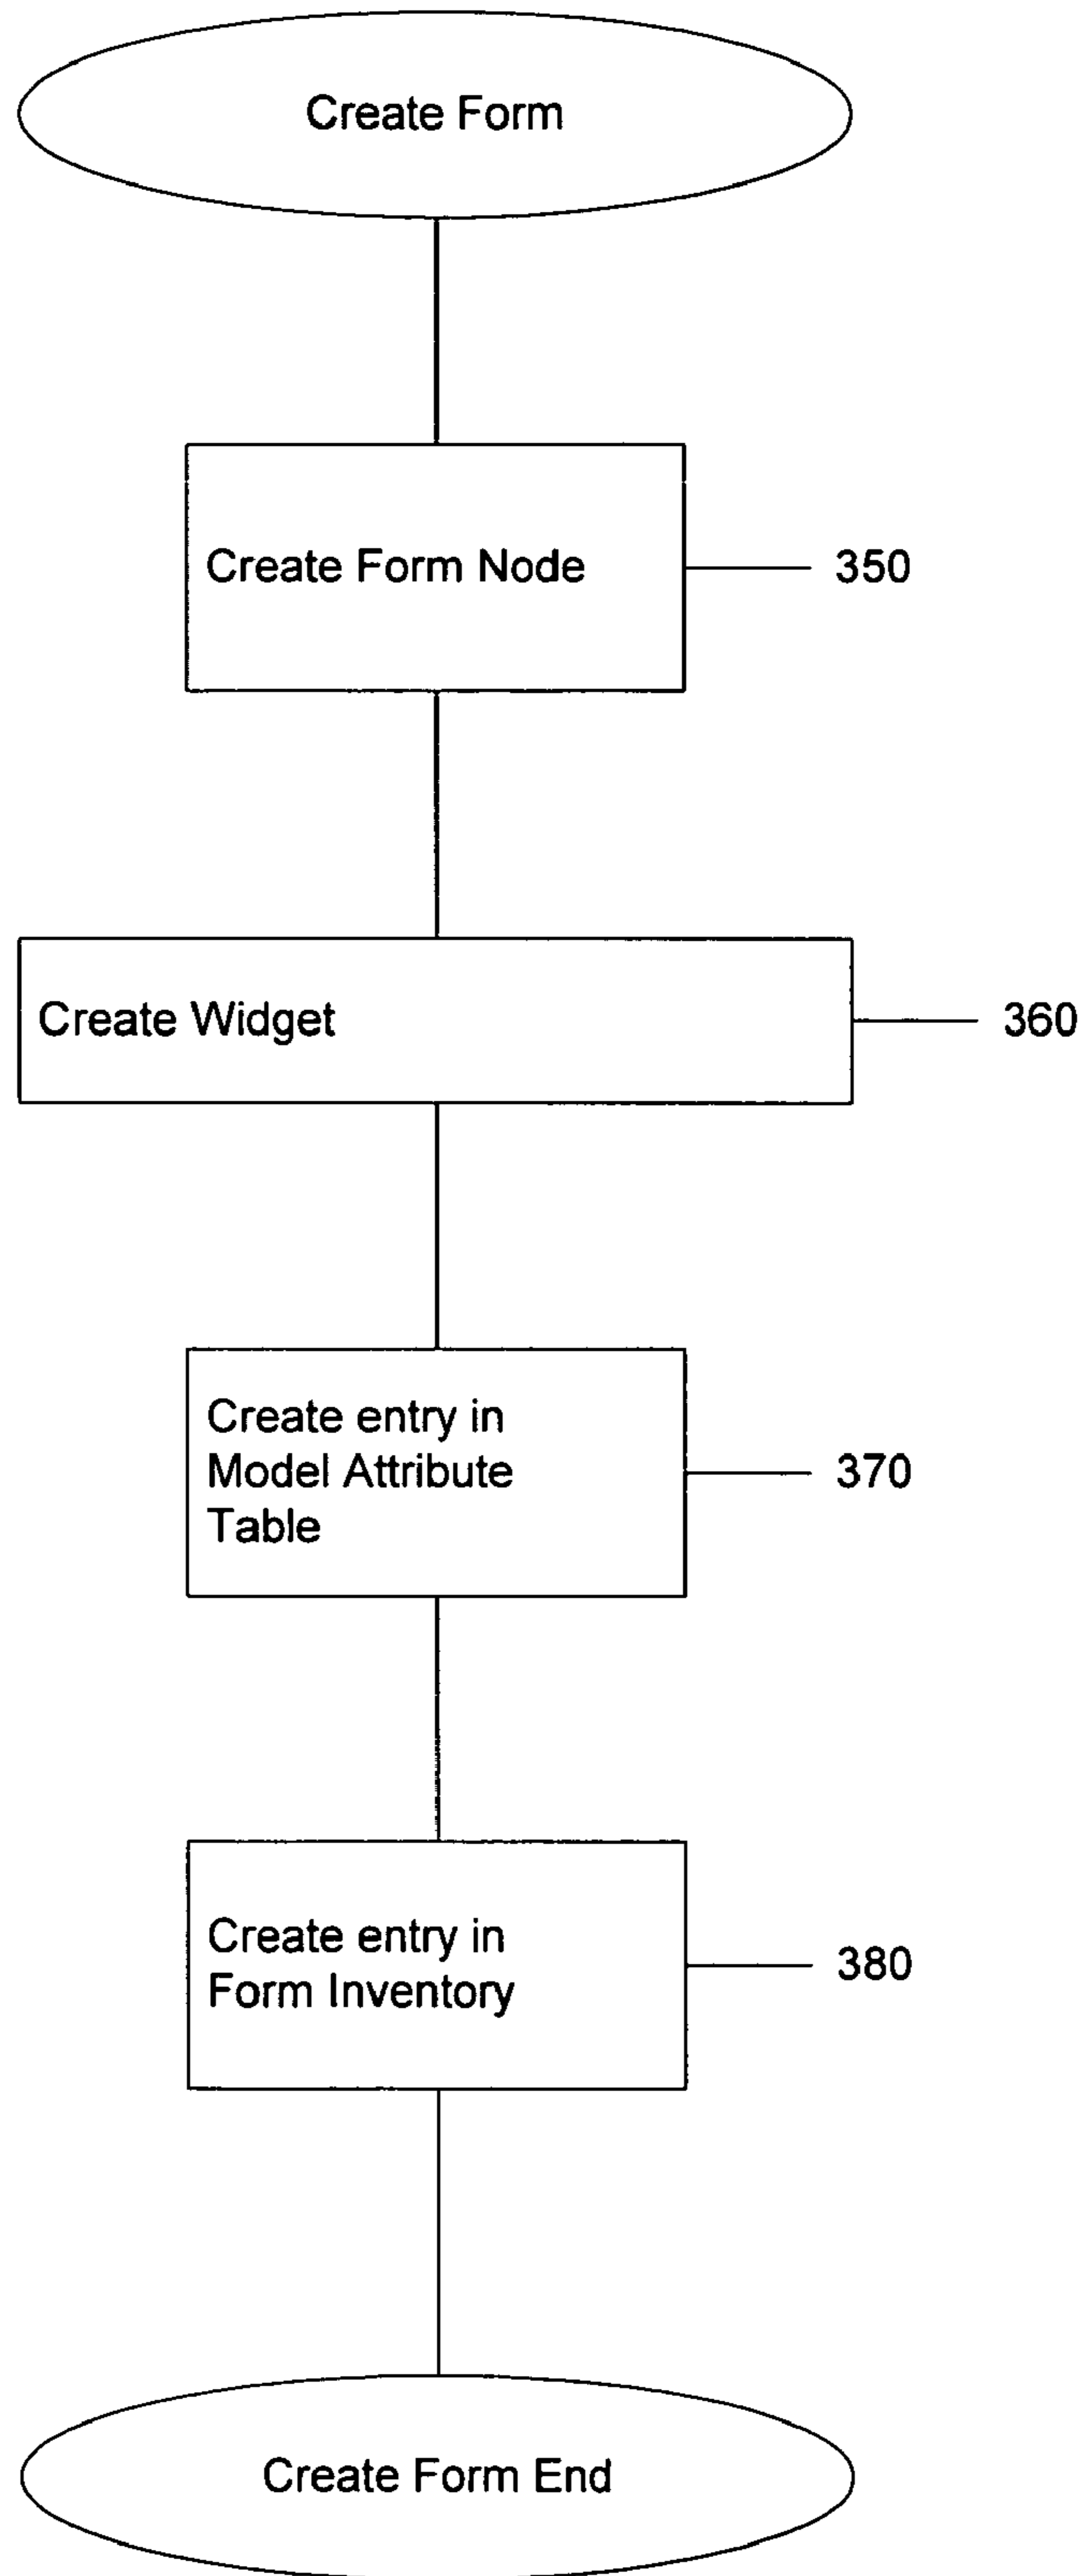 Create Form
Create Form Node
350
Create Widget
360
Create entry in
Model Attribute
Table
370
Create entry in
Form Inventory
380
Create Form End